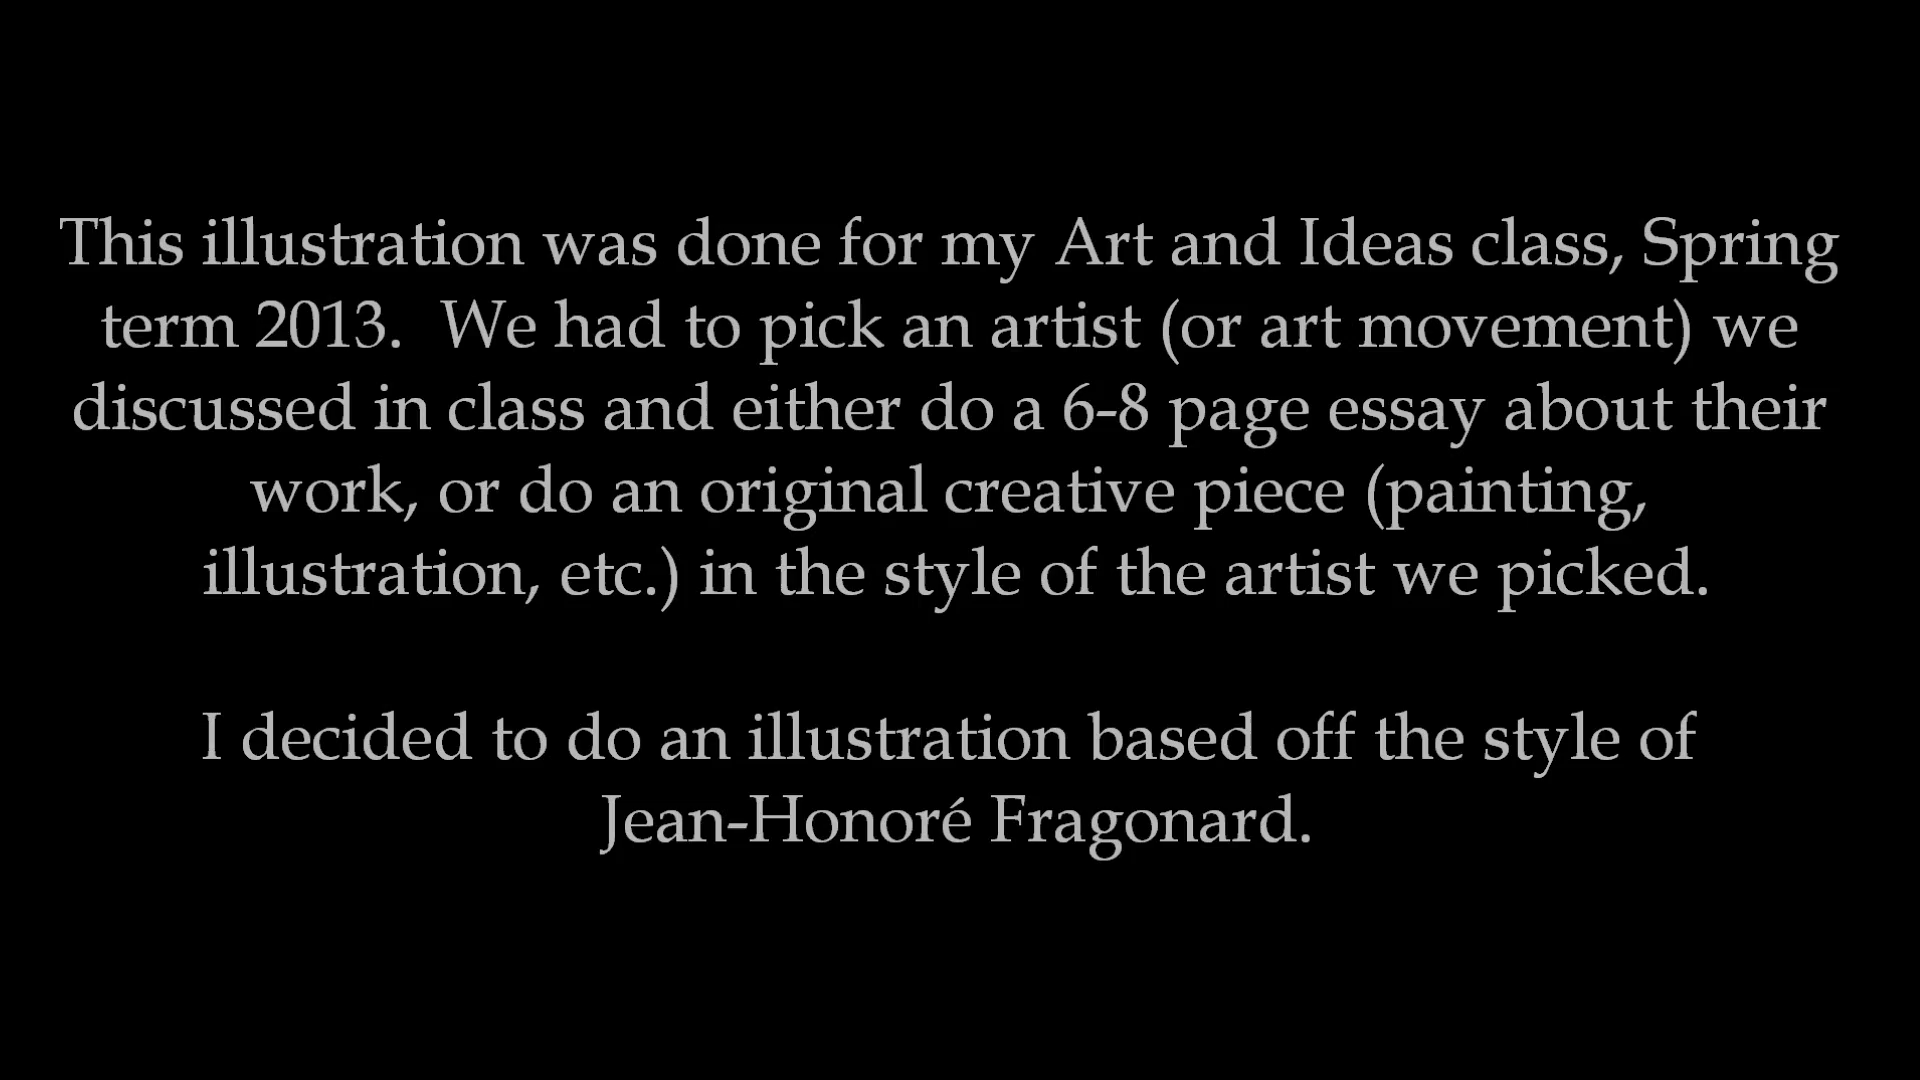 This illustration was done for my Art and Ideas class, Spring
term 2013.  We had to pick an artist (or art movement) we
discussed in class and either do a 6-8 page essay about their
work, or do an original creative piece (painting,
illustration, etc.) in the style of the artist we picked.
I decided to do an illustration based off the style of
Jean-Honoré Fragonard.